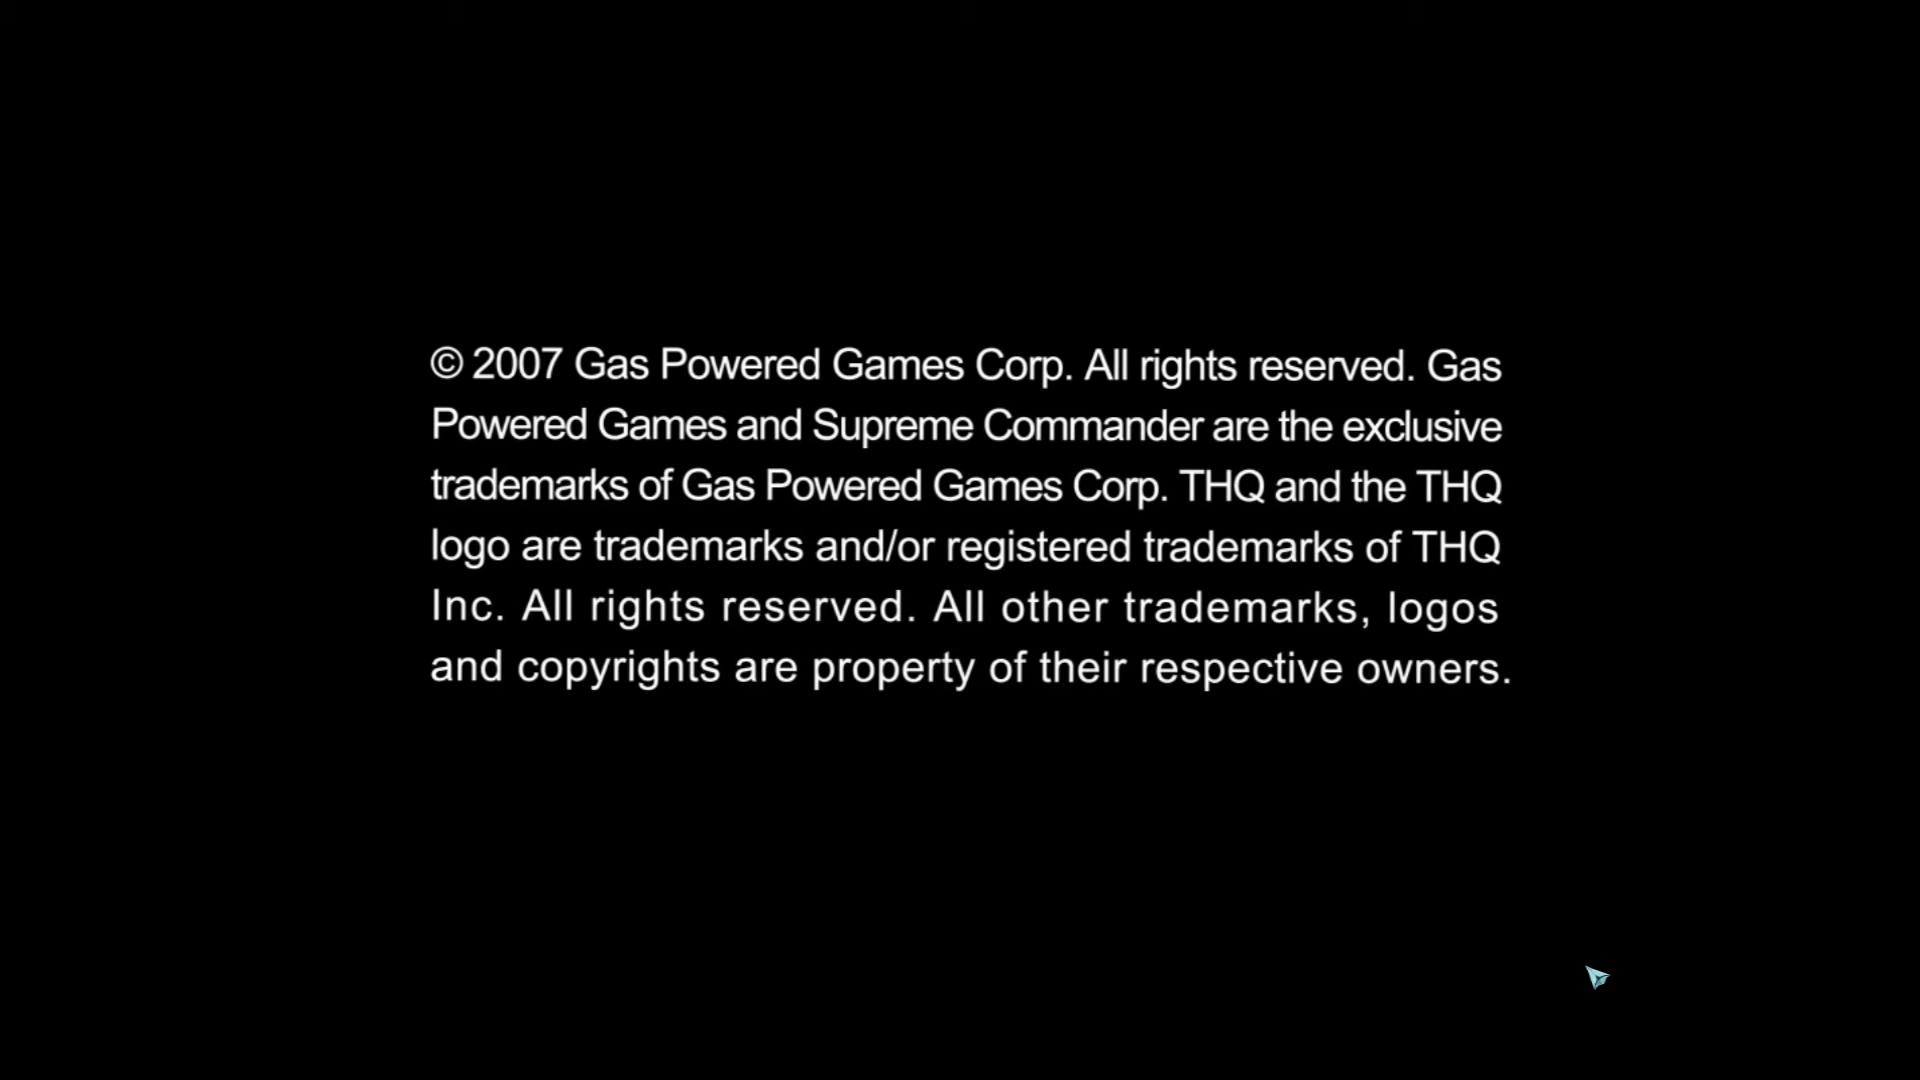 © 2007 Gas Powered Games Corp. All rights reserved. Gas
Powered Games and Supreme Commander are the exclusive
trademarks of Gas Powered Games Corp. THQ and the THQ
logo are trademarks and/or registered trademarks of THQ
Inc. All rights reserved. All other trademarks, logos
and copyrights are property of their respective owners.